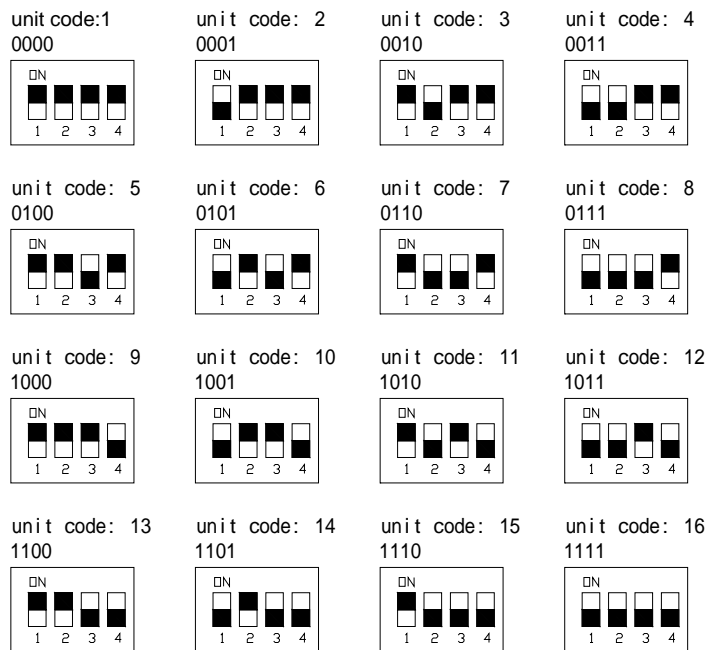 unit code:1
0000
ON
1 2 3 4
unit code: 2
0001
ON
1 2 3 4
unit code: 3
0010
ON
1 2 3 4
unit code: 4
0011
ON
1 2 3 4
unit code: 5
0100
ON
1 2 3 4
unit code: 6
0101
ON
1 2 3 4
unit code: 7
0110
ON
1 2 3 4
unit code: 8
0111
ON
1 2 3 4
unit code: 9
1000
ON
1 2 3 4
unit code: 10
1001
ON
1 2 3 4
unit code: 11
1010
ON
1 2 3 4
unit code: 12
1011
ON
1 2 3 4
unit code: 13
1100
ON
1 2 3 4
unit code: 14
1101
ON
1 2 3 4
unit code: 15
1110
ON
1 2 3 4
unit code: 16
1111
ON
1 2 3 4